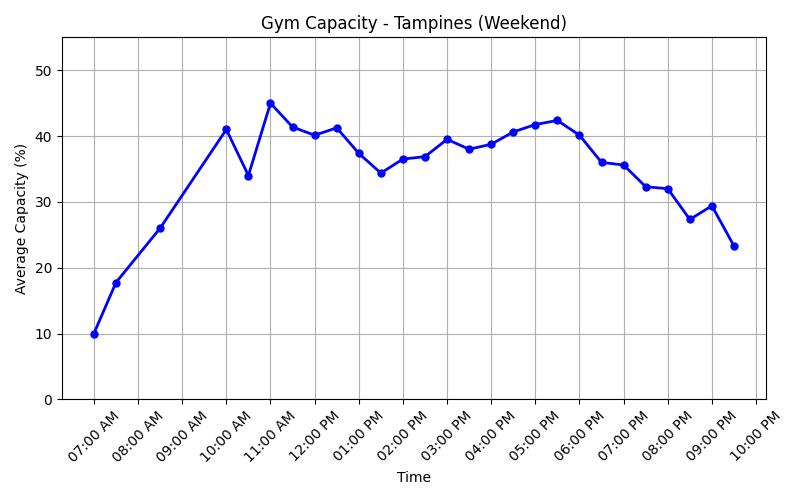 Gym Capacity - Tampines (Weekend)
Average Capacity (%)
50
40
30
20
10
0
07:00 AM
08:00 AM
09:00 AM
10:00 AM
11:00 AM
12:00 PM
01:00 PM
02:00 PM
03:00 PM
04:00 PM
05:00 PM
06:00 PM
07:00 PM
08:00 PM
09:00 PM
10:00 PM
Time